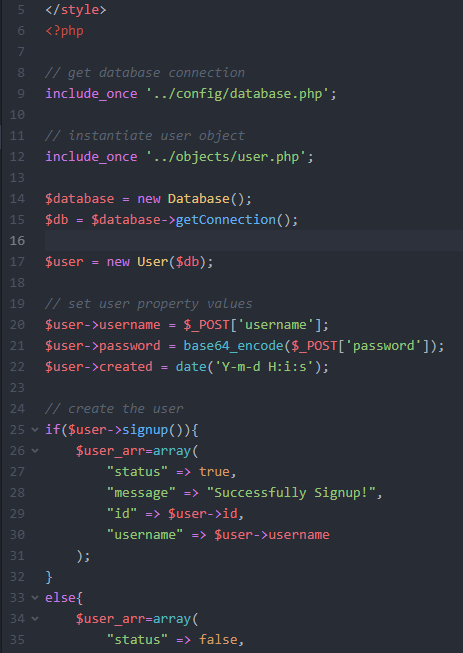 5 </style>
6 <?php
7
8 // get database connection
9 include_once '../config/database.php';
10
11 // instantiate user object
12 include_once '../objects/user.php';
13
14 $database = new Database();
15 $db = $database->getConnection();
16
17 $user = new User($db);
18
19 // set user property values
20 $user->username = $_POST['username'];
21 $user->password = base64_encode($_POST['password']);
22 $user->created = date('Y-m-d H:i:s');
23
24 // create the user
25 if($user->signup()){
26     $user_arr=array(
27         "status" => true,
28         "message" => "Successfully Signup!",
29         "id" => $user->id,
30         "username" => $user->username
31     );
32 }
33 else{
34     $user_arr=array(
35         "status" => false,